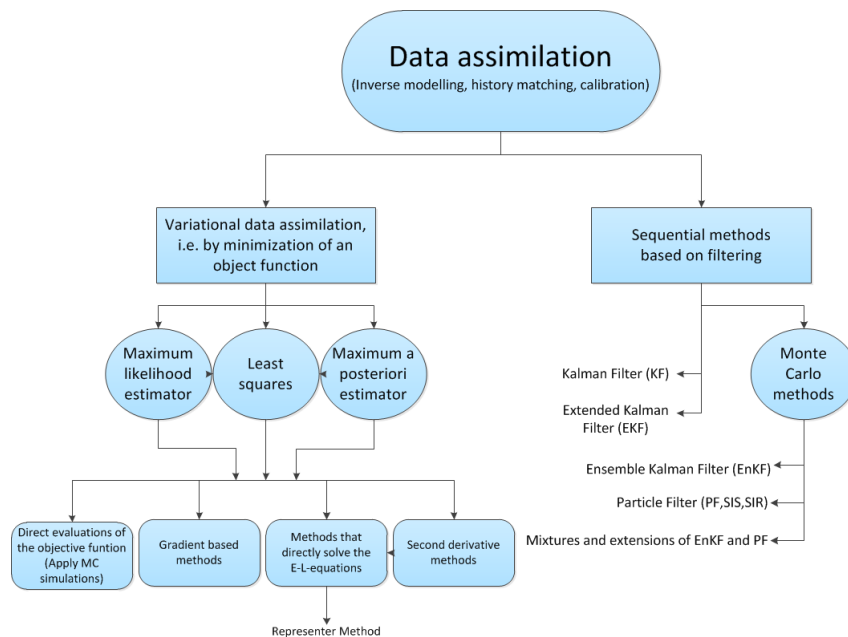 Data assimilation
(Inverse modelling, history matching, calibration)
Variational data assimilation,
i.e. by minimization of an
object function
Sequential methods
based on filtering
Maximum
likelihood
estimator
Least
squares
Maximum a
posteriori
estimator
Monte
Carlo
methods
Kalman Filter (KF)
Extended Kalman
Filter (EKF)
Ensemble Kalman Filter (EnKF)
Particle Filter (PF,SIS,SIR)
Mixtures and extensions of EnKF and PF
Direct evaluations of
the objective funtion
(Apply MC
simulations)
Gradient based
methods
Methods that
directly solve the
E-L-equations
Second derivative
methods
Representer Method